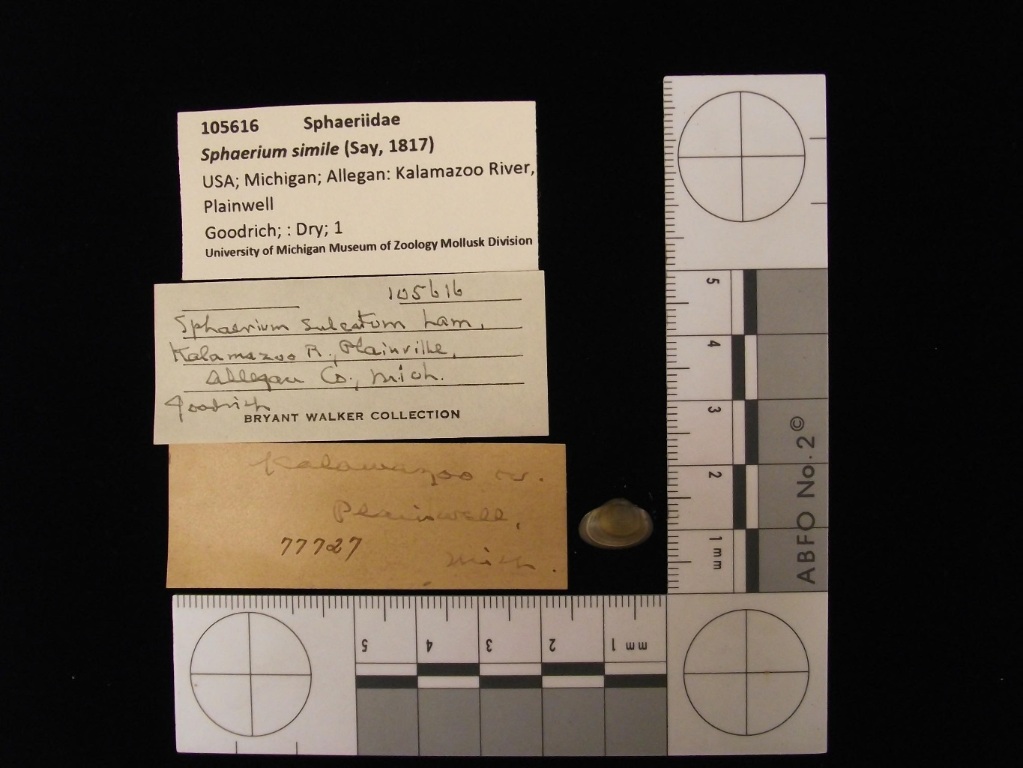 105616 Sphaeriidae
Sphaerium simile (Say, 1817)
USA; Michigan; Allegan: Kalamazoo River,
Plainwell
Goodrich; : Dry; 1
University of Michigan Museum of Zoology Mollusk Division
105616
Sphaerium sulcatum Lam.
Kalamazoo R., Plainville,
Allegan Co., Mich.
Goodrich
BRYANT WALKER COLLECTION
Kalamazoo r.
Plainwell,
77727
Mich.
5
4
3
2
1 mm
ABFO No. 2 ©
5
4
3
2
1 mm